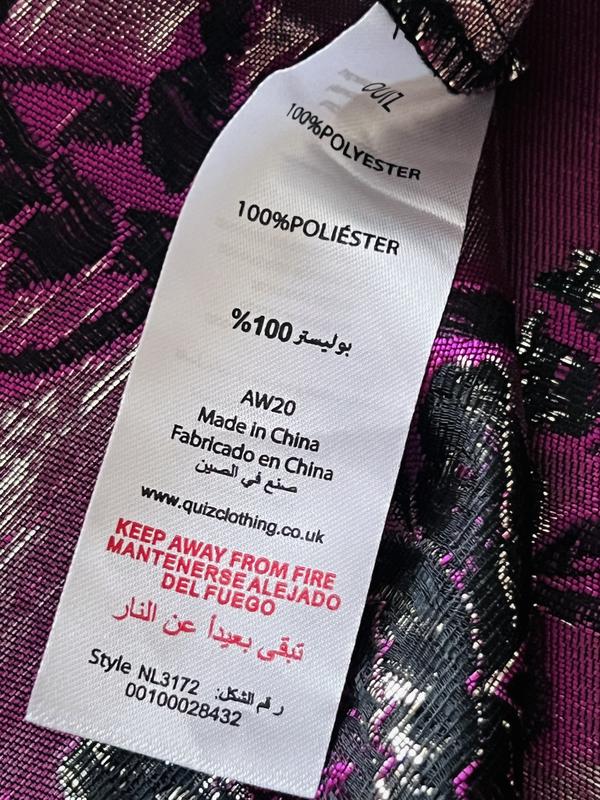 QUIZ
100%POLYESTER
100%POLIÉSTER
%100 بوليستر
AW20
Made in China
Fabricado en China
صنع في الصين
www.quizclothing.co.uk
KEEP AWAY FROM FIRE
MANTENERSE ALEJADO
DEL FUEGO
تبقى بعيداً عن النار
Style NL3172 رقم الشكل:
00100028432